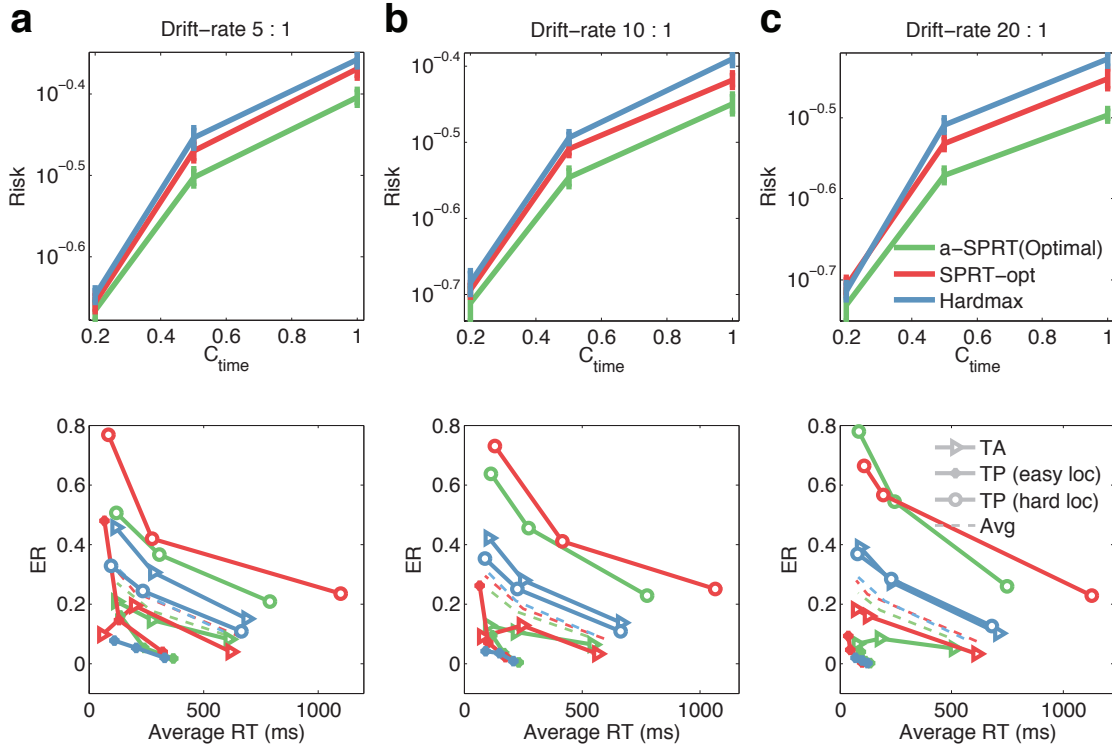 a
b
c
Drift−rate 5 : 1
Drift−rate 10 : 1
Drift−rate 20 : 1
10^−0.4
10^−0.5
10^−0.6
Risk
0.2 0.4 0.6 0.8 1
C_time
10^−0.4
10^−0.5
10^−0.6
10^−0.7
Risk
0.2 0.4 0.6 0.8 1
C_time
10^−0.5
10^−0.6
10^−0.7
Risk
a−SPRT(Optimal)
SPRT−opt
Hardmax
0.2 0.4 0.6 0.8 1
C_time
0.8
0.6
0.4
0.2
0
ER
0 500 1000
Average RT (ms)
0.8
0.6
0.4
0.2
0
ER
0 500 1000
Average RT (ms)
0.8
0.6
0.4
0.2
0
ER
TA
TP (easy loc)
TP (hard loc)
Avg
0 500 1000
Average RT (ms)